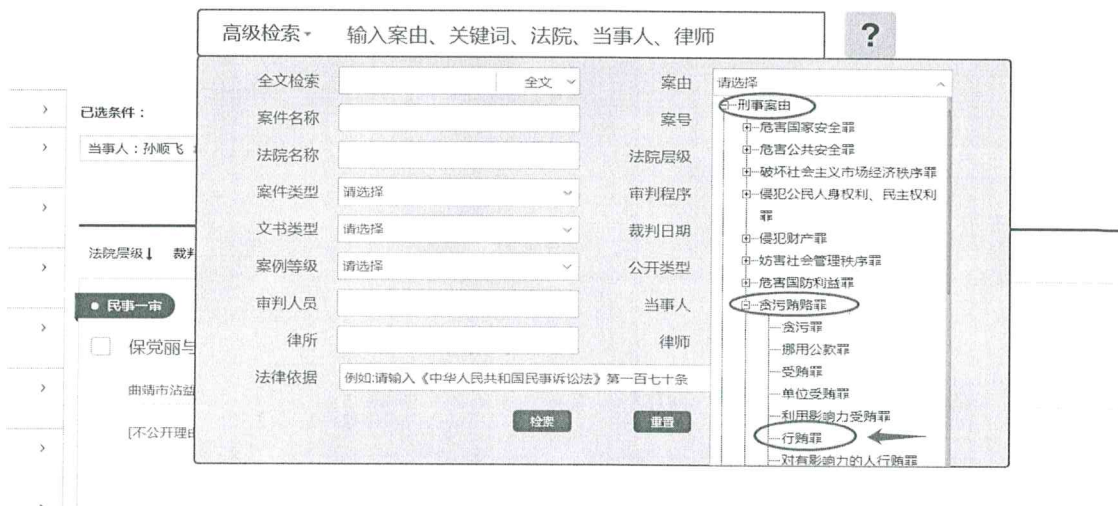 高级检索 输入案由、关键词、法院、当事人、律师 ?
全文检索 全文 案由 请选择
案件名称 案号
法院名称 法院层级
案件类型 请选择 审判程序
文书类型 请选择 裁判日期
案例等级 请选择 公开类型
审判人员 当事人
律所 律师
法律依据 例如:请输入《中华人民共和国民事诉讼法》第一百七十条
检索 重置
刑事案由
危害国家安全罪
危害公共安全罪
破坏社会主义市场经济秩序罪
侵犯公民人身权利、民主权利
罪
侵犯财产罪
妨害社会管理秩序罪
危害国防利益罪
贪污贿赂罪
贪污罪
挪用公款罪
受贿罪
单位受贿罪
利用影响力受贿罪
行贿罪
对有影响力的人行贿罪
已选条件：
当事人：孙顺飞
法院层级↓ 裁判
民事一审
保党丽与
曲靖市沾益
[不公开理由